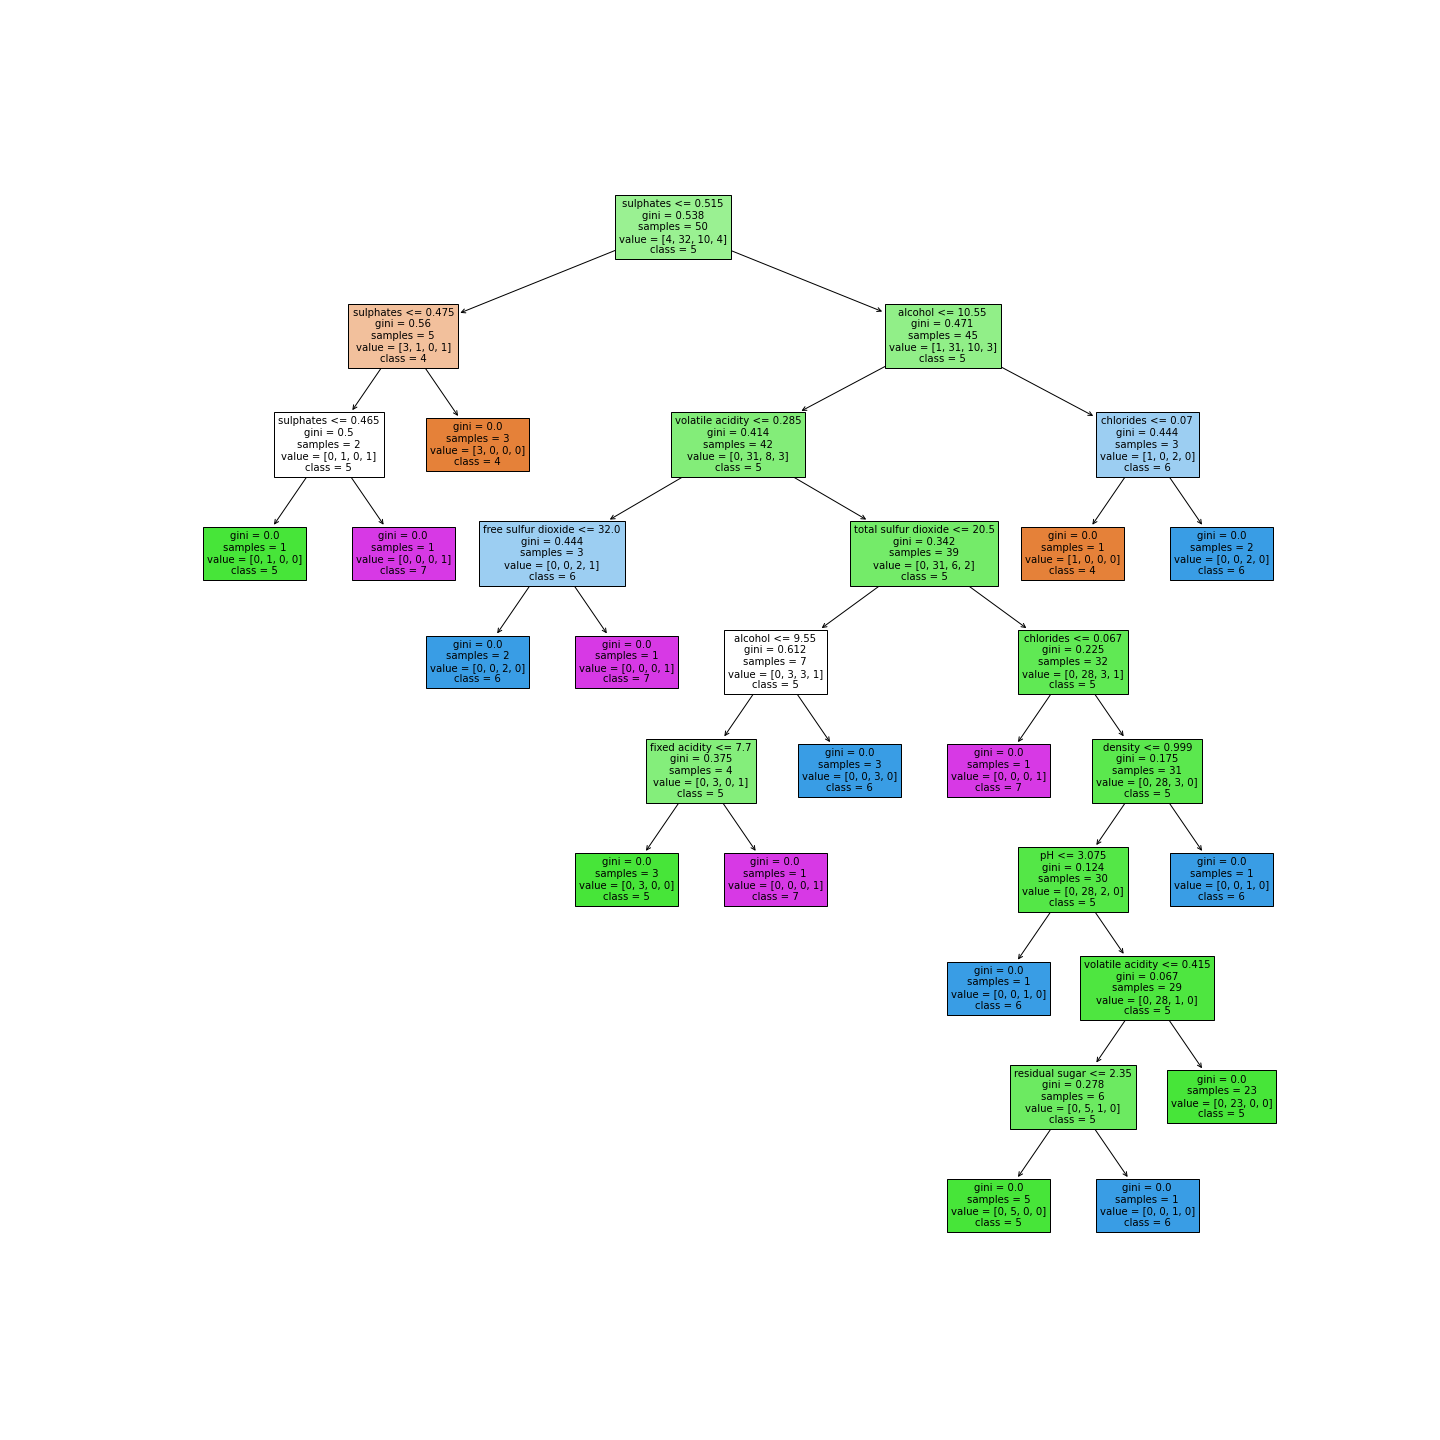 sulphates <= 0.515
gini = 0.538
samples = 50
value = [4, 32, 10, 4]
class = 5
sulphates <= 0.475
gini = 0.56
samples = 5
value = [3, 1, 0, 1]
class = 4
alcohol <= 10.55
gini = 0.471
samples = 45
value = [1, 31, 10, 3]
class = 5
sulphates <= 0.465
gini = 0.5
samples = 2
value = [0, 1, 0, 1]
class = 5
gini = 0.0
samples = 3
value = [3, 0, 0, 0]
class = 4
volatile acidity <= 0.285
gini = 0.414
samples = 42
value = [0, 31, 8, 3]
class = 5
chlorides <= 0.07
gini = 0.444
samples = 3
value = [1, 0, 2, 0]
class = 6
gini = 0.0
samples = 1
value = [0, 1, 0, 0]
class = 5
gini = 0.0
samples = 1
value = [0, 0, 0, 1]
class = 7
free sulfur dioxide <= 32.0
gini = 0.444
samples = 3
value = [0, 0, 2, 1]
class = 6
total sulfur dioxide <= 20.5
gini = 0.342
samples = 39
value = [0, 31, 6, 2]
class = 5
gini = 0.0
samples = 1
value = [1, 0, 0, 0]
class = 4
gini = 0.0
samples = 2
value = [0, 0, 2, 0]
class = 6
gini = 0.0
samples = 2
value = [0, 0, 2, 0]
class = 6
gini = 0.0
samples = 1
value = [0, 0, 0, 1]
class = 7
alcohol <= 9.55
gini = 0.612
samples = 7
value = [0, 3, 3, 1]
class = 5
chlorides <= 0.067
gini = 0.225
samples = 32
value = [0, 28, 3, 1]
class = 5
fixed acidity <= 7.7
gini = 0.375
samples = 4
value = [0, 3, 0, 1]
class = 5
gini = 0.0
samples = 3
value = [0, 0, 3, 0]
class = 6
gini = 0.0
samples = 1
value = [0, 0, 0, 1]
class = 7
density <= 0.999
gini = 0.175
samples = 31
value = [0, 28, 3, 0]
class = 5
gini = 0.0
samples = 3
value = [0, 3, 0, 0]
class = 5
gini = 0.0
samples = 1
value = [0, 0, 0, 1]
class = 7
pH <= 3.075
gini = 0.124
samples = 30
value = [0, 28, 2, 0]
class = 5
gini = 0.0
samples = 1
value = [0, 0, 1, 0]
class = 6
gini = 0.0
samples = 1
value = [0, 0, 1, 0]
class = 6
volatile acidity <= 0.415
gini = 0.067
samples = 29
value = [0, 28, 1, 0]
class = 5
residual sugar <= 2.35
gini = 0.278
samples = 6
value = [0, 5, 1, 0]
class = 5
gini = 0.0
samples = 23
value = [0, 23, 0, 0]
class = 5
gini = 0.0
samples = 5
value = [0, 5, 0, 0]
class = 5
gini = 0.0
samples = 1
value = [0, 0, 1, 0]
class = 6